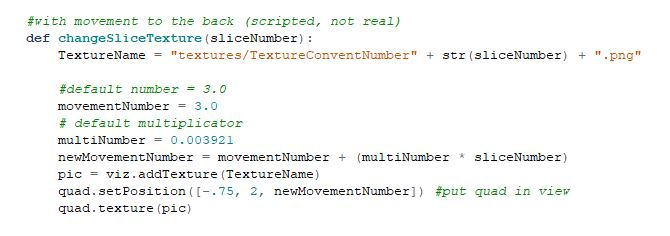 #with movement to the back (scripted, not real)
def changeSliceTexture(sliceNumber):
    TextureName = "textures/TextureConventNumber" + str(sliceNumber) + ".png"

    #default number = 3.0
    movementNumber = 3.0
    # default multiplicator
    multiNumber = 0.003921
    newMovementNumber = movementNumber + (multiNumber * sliceNumber)
    pic = viz.addTexture(TextureName)
    quad.setPosition([-.75, 2, newMovementNumber]) #put quad in view
    quad.texture(pic)